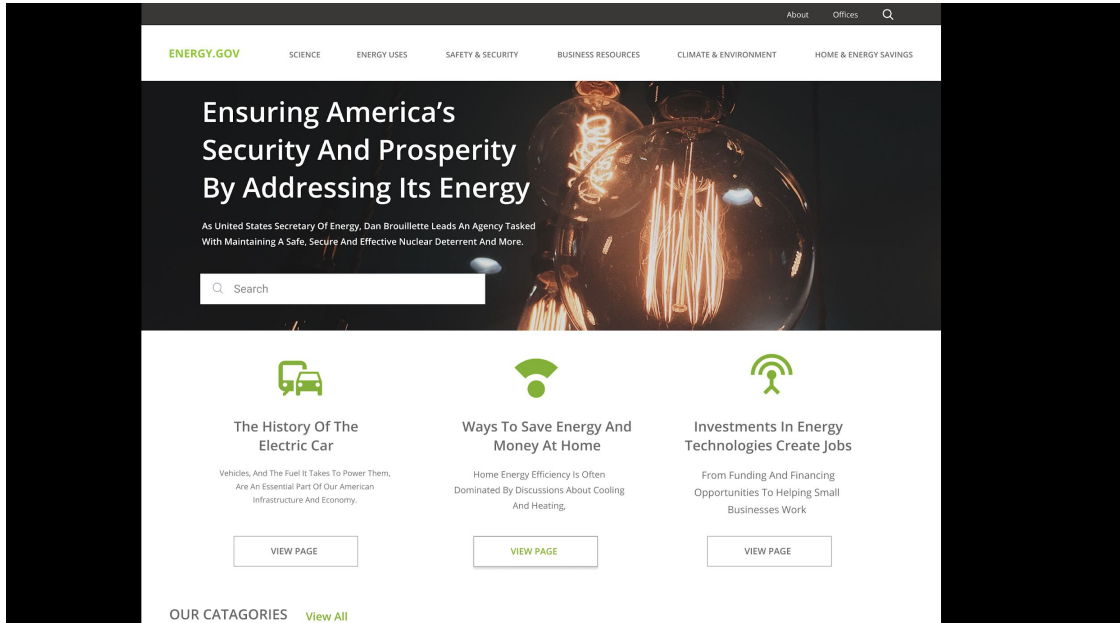 About Offices
ENERGY.GOV SCIENCE ENERGY USES SAFETY & SECURITY BUSINESS RESOURCES CLIMATE & ENVIRONMENT HOME & ENERGY SAVINGS
Ensuring America's
Security And Prosperity
By Addressing Its Energy
As United States Secretary Of Energy, Dan Brouillette Leads An Agency Tasked
With Maintaining A Safe, Secure And Effective Nuclear Deterrent And More.
Search
The History Of The
Electric Car
Vehicles, And The Fuel It Takes To Power Them,
Are An Essential Part Of Our American
Infrastructure And Economy.
VIEW PAGE
Ways To Save Energy And
Money At Home
Home Energy Efficiency Is Often
Dominated By Discussions About Cooling
And Heating,
VIEW PAGE
Investments In Energy
Technologies Create Jobs
From Funding And Financing
Opportunities To Helping Small
Businesses Work
VIEW PAGE
OUR CATAGORIES View All